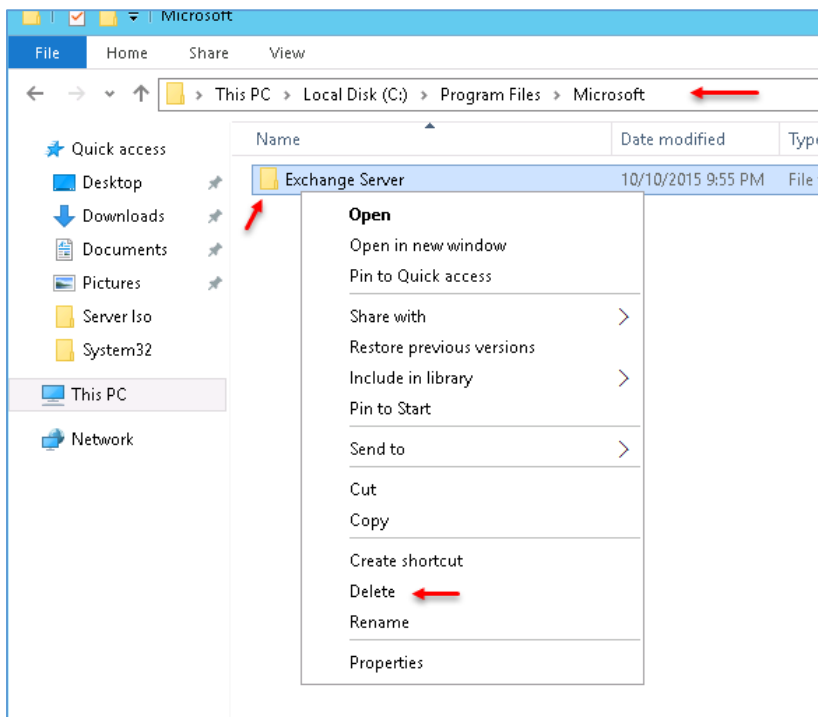 Microsoft
File Home Share View
This PC > Local Disk (C:) > Program Files > Microsoft
Name Date modified Type
Quick access
Exchange Server 10/10/2015 9:55 PM File
Desktop
Downloads
Documents
Pictures
Server Iso
System32
This PC
Network
Open
Open in new window
Pin to Quick access
Share with
Restore previous versions
Include in library
Pin to Start
Send to
Cut
Copy
Create shortcut
Delete
Rename
Properties